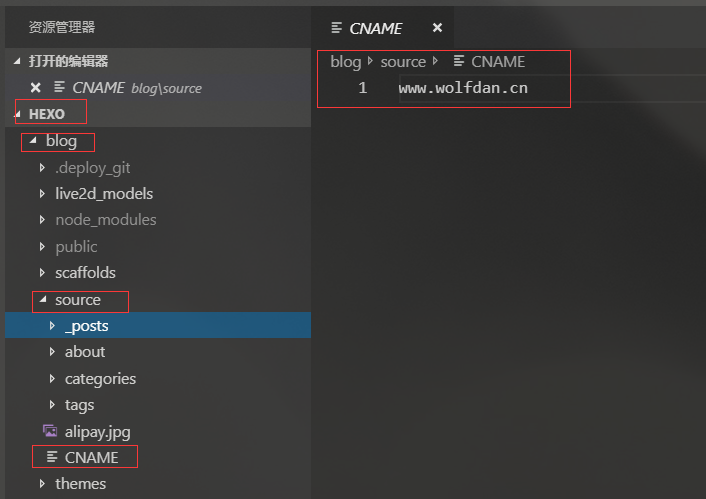 资源管理器
打开的编辑器
CNAME blog\source
HEXO
blog
.deploy_git
live2d_models
node_modules
public
scaffolds
source
_posts
about
categories
tags
alipay.jpg
CNAME
themes
CNAME
blog source CNAME
1 www.wolfdan.cn